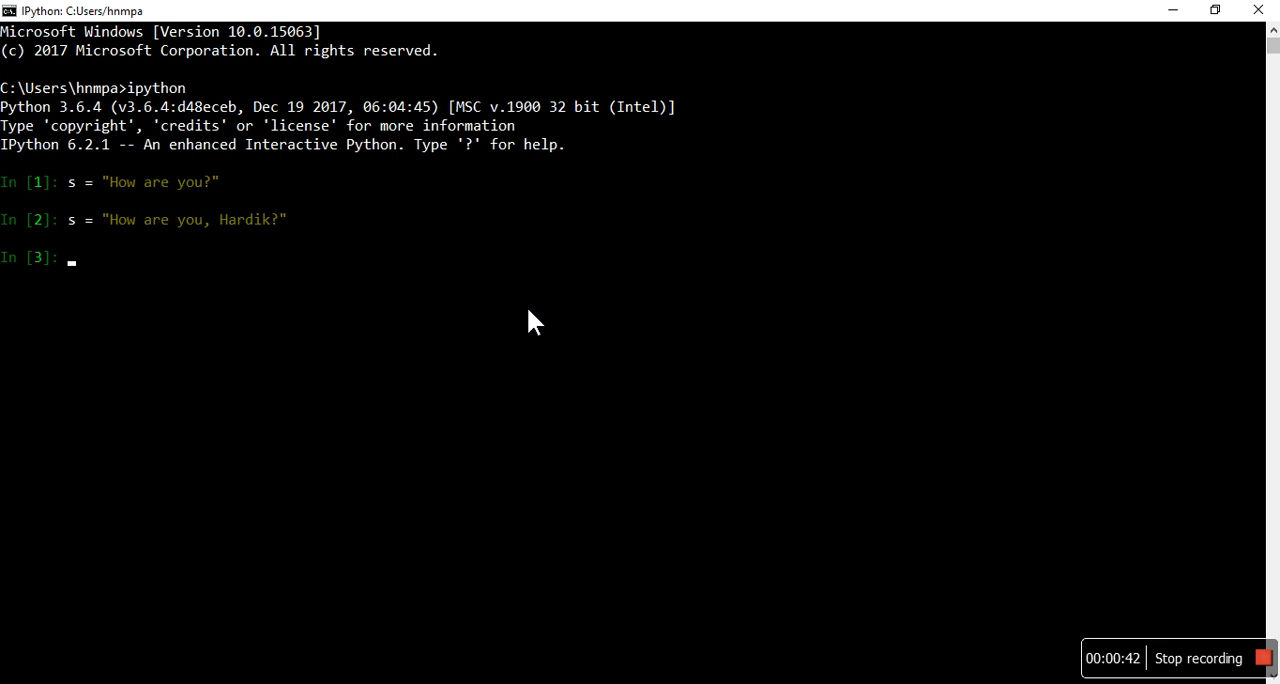 IPython: C:Users/hnmpa
Microsoft Windows [Version 10.0.15063]
(c) 2017 Microsoft Corporation. All rights reserved.
C:\Users\hnmpa>ipython
Python 3.6.4 (v3.6.4:d48eceb, Dec 19 2017, 06:04:45) [MSC v.1900 32 bit (Intel)]
Type 'copyright', 'credits' or 'license' for more information
IPython 6.2.1 -- An enhanced Interactive Python. Type '?' for help.
In [1]: s = "How are you?"
In [2]: s = "How are you, Hardik?"
In [3]:
00:00:42 Stop recording